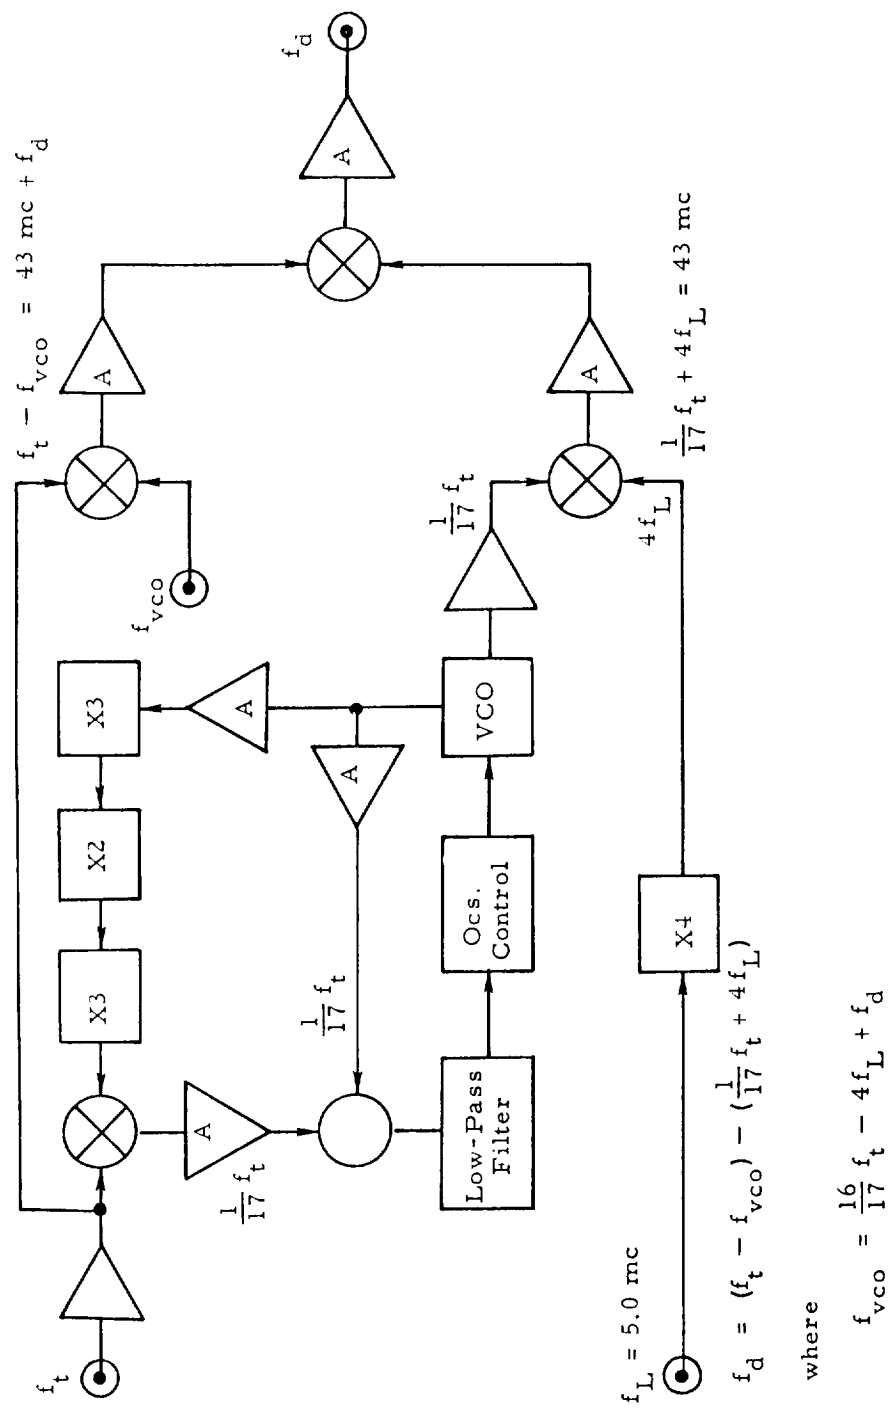 f_t
X3
X2
X3
f_t − f_vco = 43 mc + f_d
A
f_vco
A
f_d
A
1/17 f_t
A
1/17 f_t
A
A
1/17 f_t
Low-Pass
Filter
Ocs.
Control
VCO
4f_L
A
1/17 f_t + 4f_L = 43 mc
f_L = 5.0 mc
X4
f_d = (f_t − f_vco) − (1/17 f_t + 4f_L)
where
f_vco = 16/17 f_t − 4f_L + f_d